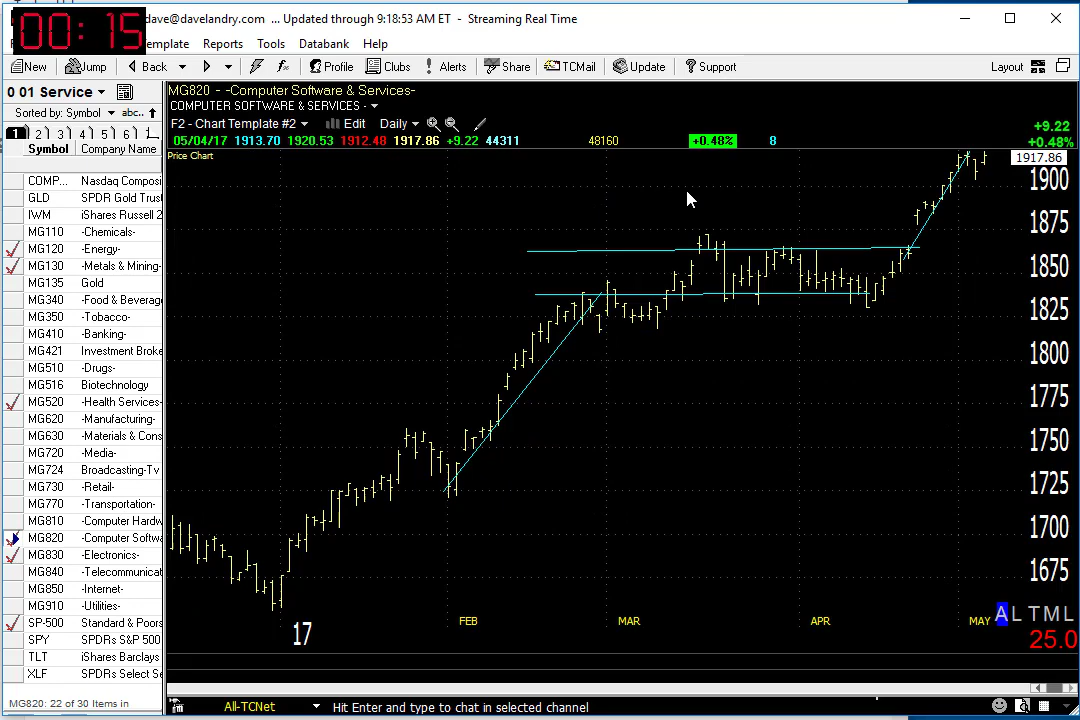 00:15
dave@davelandry.com ... Updated through 9:18:53 AM ET - Streaming Real Time
emplate Reports Tools Databank Help
New Jump Back Profile Clubs Alerts Share TCMail Update Support Layout
0 01 Service
Sorted by: Symbol abc..
1 2 3 4 5 6
Symbol Company Name
COMP... Nasdaq Composi
GLD SPDR Gold Trust
IWM iShares Russell 2
MG110 -Chemicals-
MG120 -Energy-
MG130 -Metals & Mining-
MG135 Gold
MG340 -Food & Beverage
MG350 -Tobacco-
MG410 -Banking-
MG421 Investment Broke
MG510 -Drugs-
MG516 Biotechnology
MG520 -Health Services-
MG620 -Manufacturing-
MG630 -Materials & Cons
MG720 -Media-
MG724 Broadcasting-Tv
MG730 -Retail-
MG770 -Transportation-
MG810 -Computer Hardw
MG820 -Computer Softwa
MG830 -Electronics-
MG840 -Telecommunicat
MG850 -Internet-
MG910 -Utilities-
SP-500 Standard & Poors
SPY SPDRs S&P 500
TLT iShares Barclays
XLF SPDRs Select Se
MG820: 22 of 30 Items in
MG820 - -Computer Software & Services-
COMPUTER SOFTWARE & SERVICES -
F2 - Chart Template #2 Edit Daily
+9.22
05/04/17 1913.70 1920.53 1912.48 1917.86 +9.22 44311 48160 +0.48% 8 +0.48%
Price Chart
1917.86
1900
1875
1850
1825
1800
1775
1750
1725
1700
1675
17 FEB MAR APR MAY
A L T M L
25.0
All-TCNet Hit Enter and type to chat in selected channel